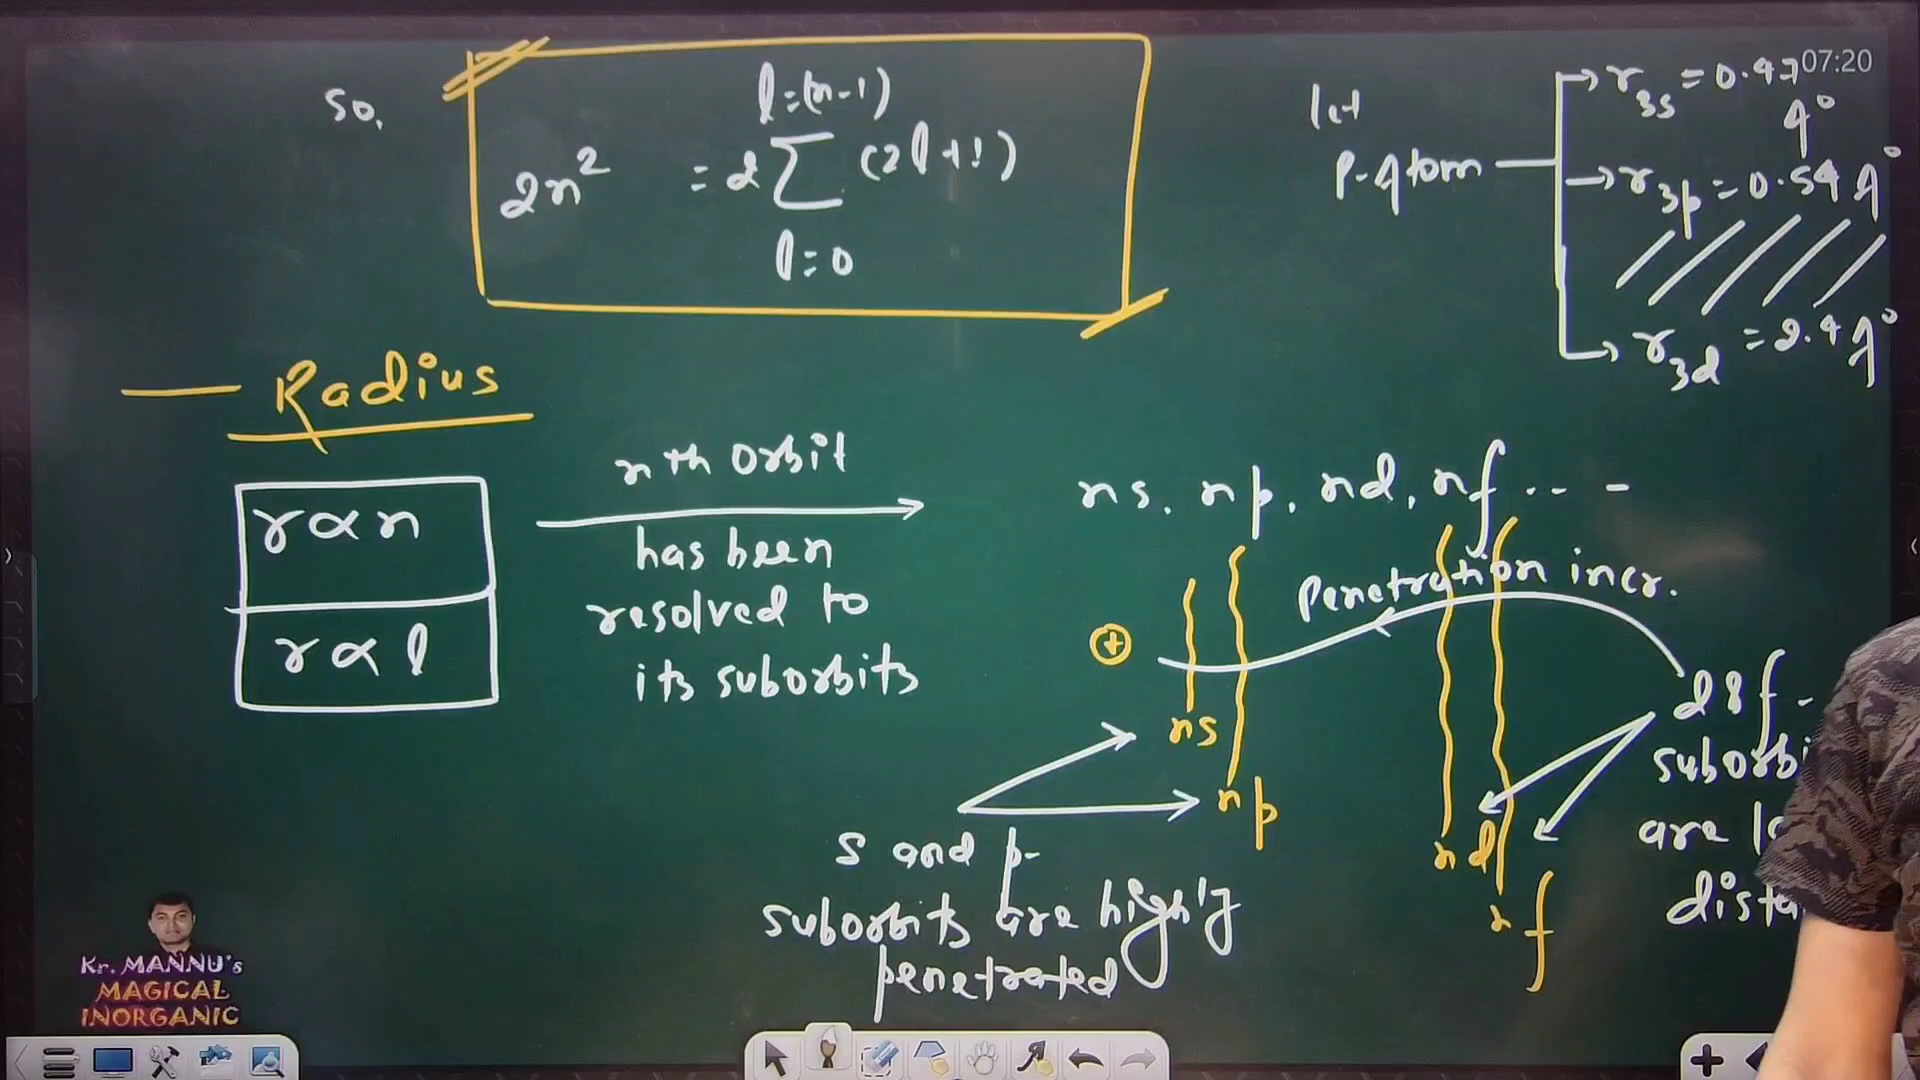 So,
l=(n-1)
2n² = 2∑(2l+1)
l=0
07:20
let
P-Atom
r3s = 0.47
A°
r3p = 0.54 A°
r3d = 2.4 A°
Radius
r∝n
r∝l
nth orbit
has been
resolved to
its suborbits
ns, np, nd, nf ... -
Penetration incr.
+
ns
np
nd
nf
d & f -
are
S and p-
suborbits are highly
penetrated
Kr. MANNU's
MAGICAL
INORGANIC